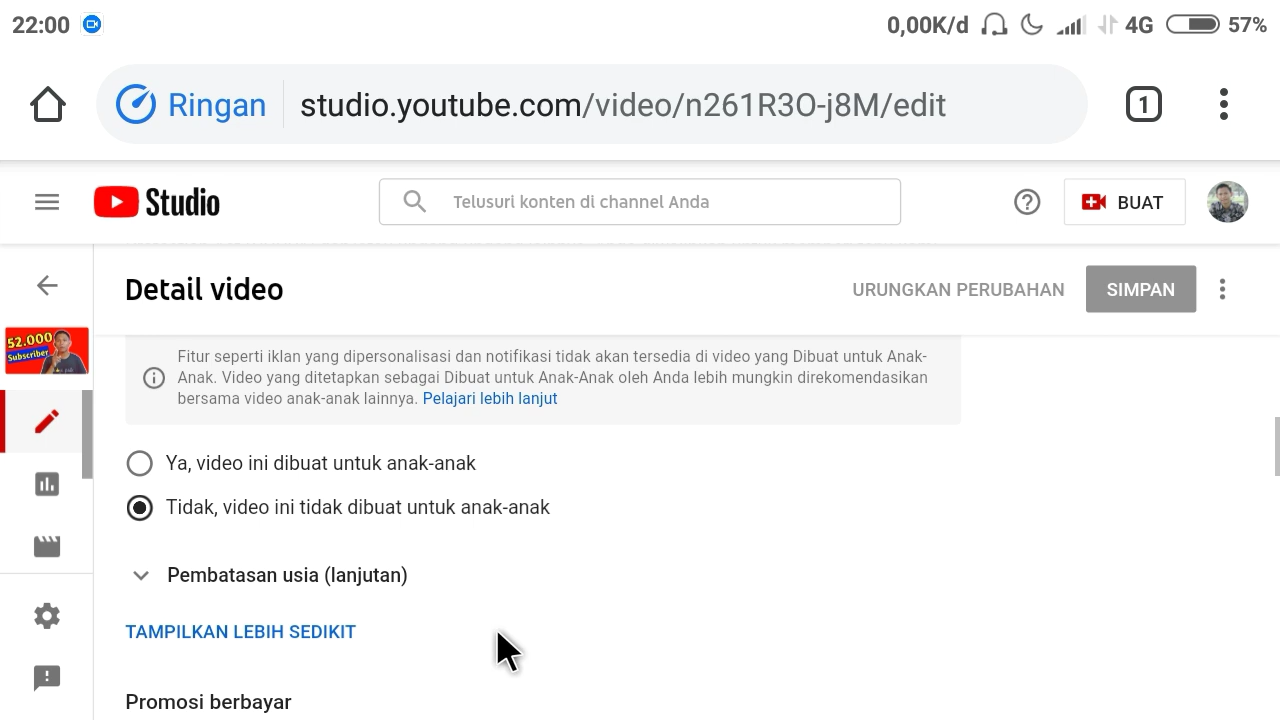 22:00
0,00K/d
4G
57%
Ringan
studio.youtube.com/video/n261R3O-j8M/edit
1
Studio
Telusuri konten di channel Anda
BUAT
Detail video
URUNGKAN PERUBAHAN
SIMPAN
52.000
Subscriber
Fitur seperti iklan yang dipersonalisasi dan notifikasi tidak akan tersedia di video yang Dibuat untuk Anak-
Anak. Video yang ditetapkan sebagai Dibuat untuk Anak-Anak oleh Anda lebih mungkin direkomendasikan
bersama video anak-anak lainnya. Pelajari lebih lanjut
Ya, video ini dibuat untuk anak-anak
Tidak, video ini tidak dibuat untuk anak-anak
Pembatasan usia (lanjutan)
TAMPILKAN LEBIH SEDIKIT
Promosi berbayar